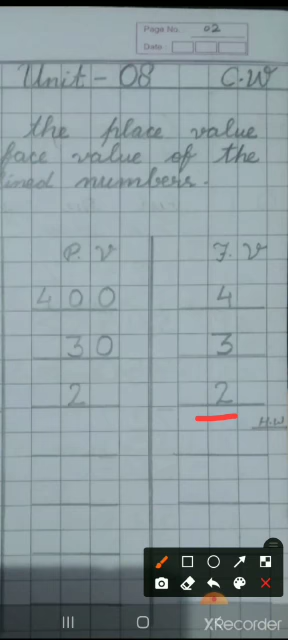 Page No. 02
Date
Unit - 08 C.W
the place value
face value of the
ined numbers.
P. V F. V
400 4
30 3
2 2
H.W
XRecorder